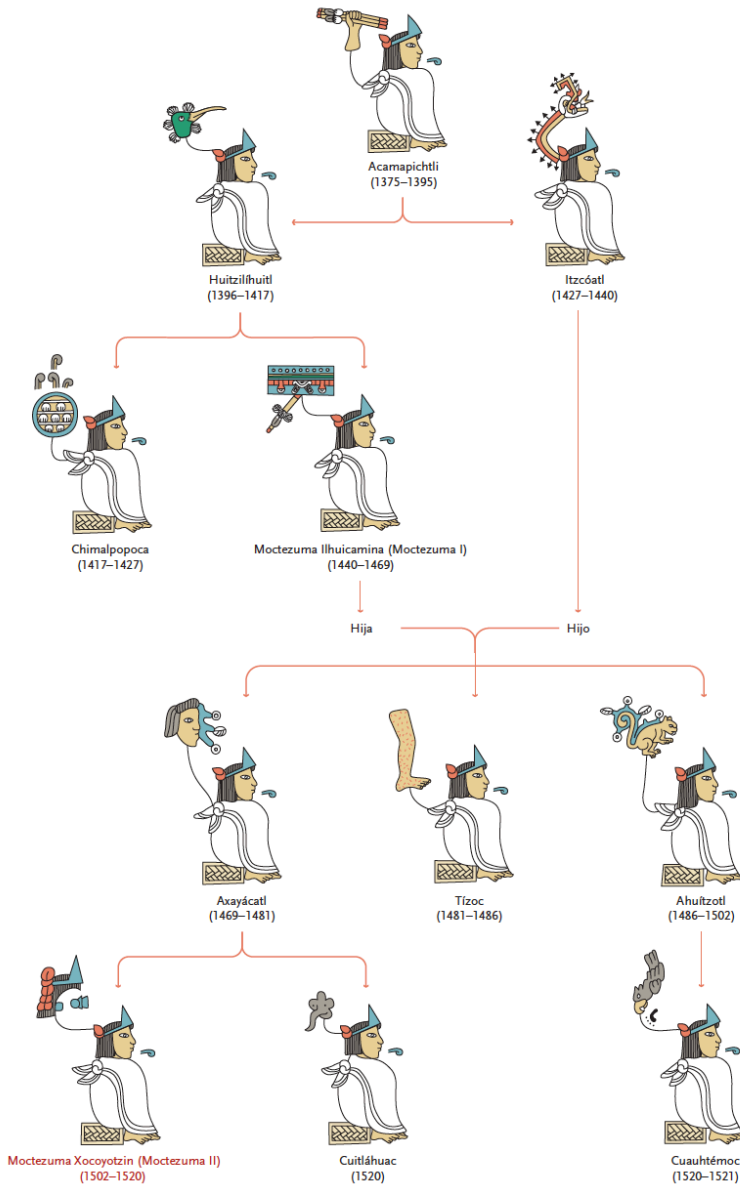 Acamapichtli
(1375–1395)
Huitzilíhuitl
(1396–1417)
Itzcóatl
(1427–1440)
Chimalpopoca
(1417–1427)
Moctezuma Ilhuicamina (Moctezuma I)
(1440–1469)
Hija
Hijo
Axayácatl
(1469–1481)
Tízoc
(1481–1486)
Ahuítzotl
(1486–1502)
Moctezuma Xocoyotzin (Moctezuma II)
(1502–1520)
Cuitláhuac
(1520)
Cuauhtémoc
(1520–1521)